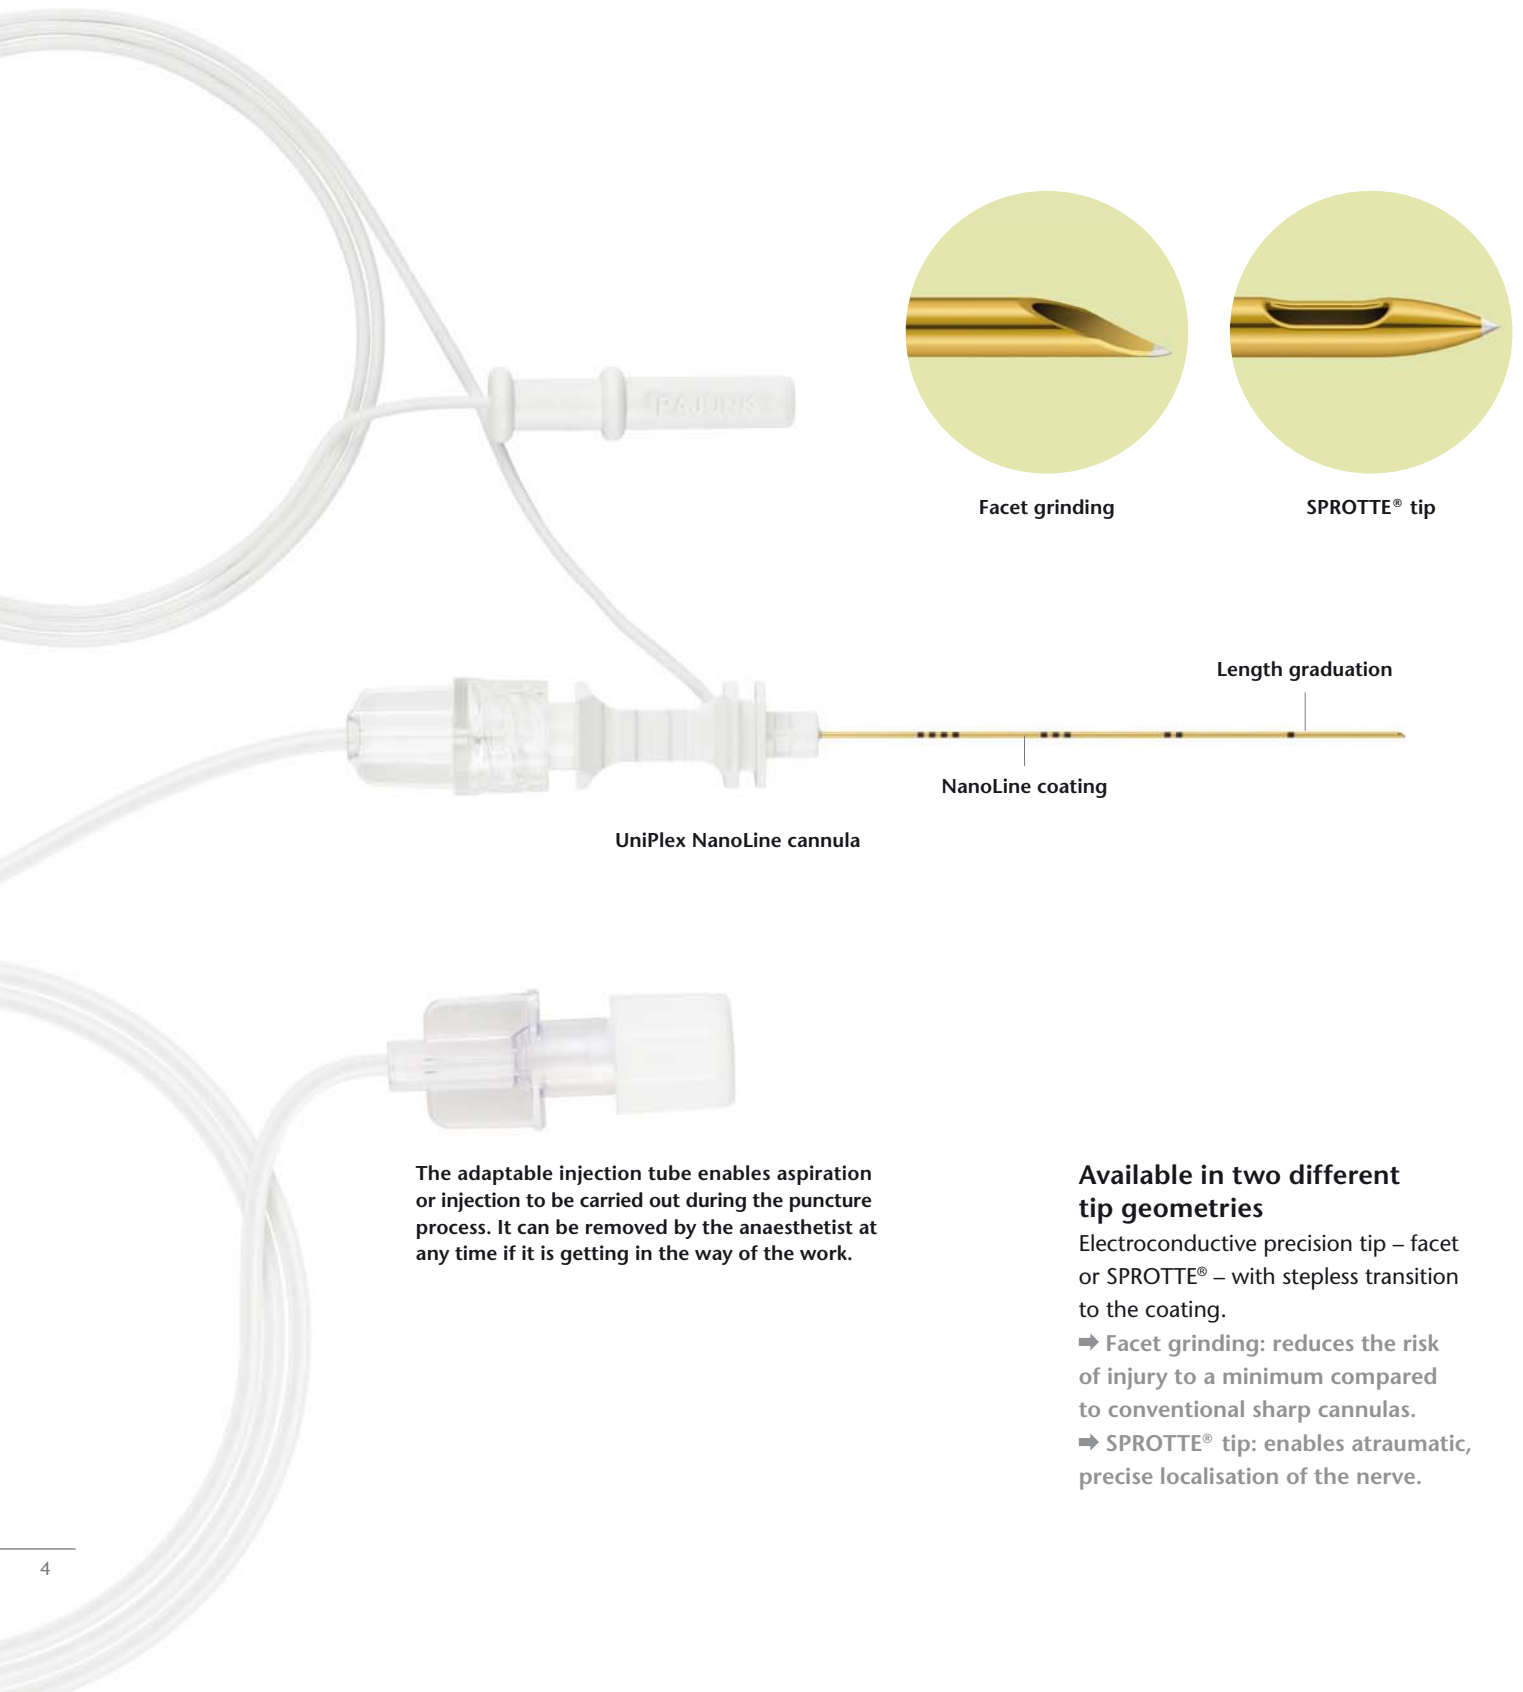 PAJUNK
Facet grinding
SPROTTE® tip
Length graduation
NanoLine coating
UniPlex NanoLine cannula
The adaptable injection tube enables aspiration
or injection to be carried out during the puncture
process. It can be removed by the anaesthetist at
any time if it is getting in the way of the work.
Available in two different
tip geometries
Electroconductive precision tip – facet
or SPROTTE® – with stepless transition
to the coating.
➡ Facet grinding: reduces the risk
of injury to a minimum compared
to conventional sharp cannulas.
➡ SPROTTE® tip: enables atraumatic,
precise localisation of the nerve.
4